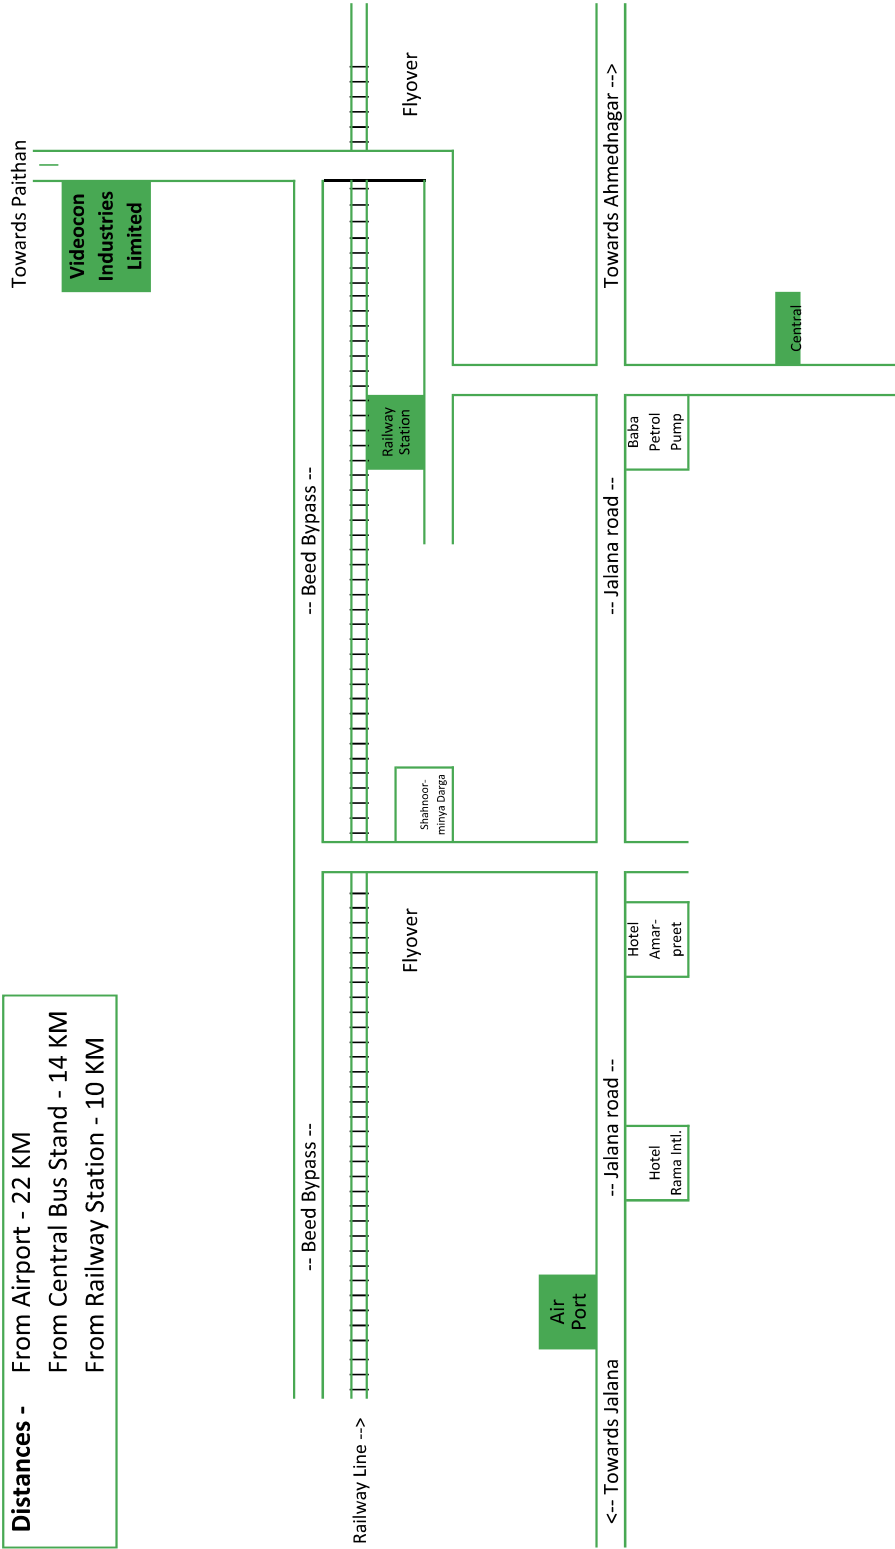 Distances -
From Airport - 22 KM
From Central Bus Stand - 14 KM
From Railway Station - 10 KM
Towards Paithan
Videocon
Industries
Limited
-- Beed Bypass --
-- Beed Bypass --
Railway Line -->
Flyover
Flyover
Shahnoor-
minya Darga
Railway
Station
Air
Port
<-- Towards Jalana
-- Jalana road --
-- Jalana road --
Towards Ahmednagar -->
Hotel
Rama Intl.
Hotel
Amar-
preet
Baba
Petrol
Pump
Central